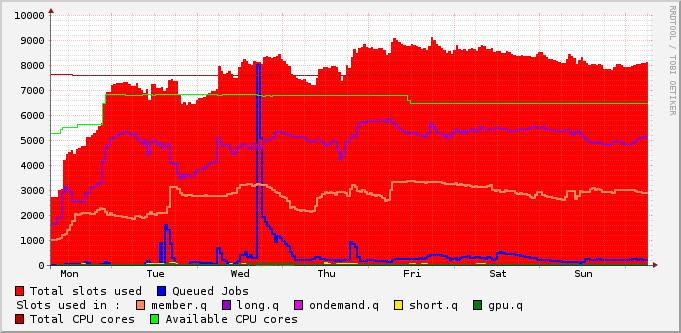 10000
9000
8000
7000
6000
5000
4000
3000
2000
1000
0
Mon Tue Wed Thu Fri Sat Sun
RRDTOOL / TOBI OETIKER
Total slots used Queued Jobs
Slots used in : member.q long.q ondemand.q short.q gpu.q
Total CPU cores Available CPU cores